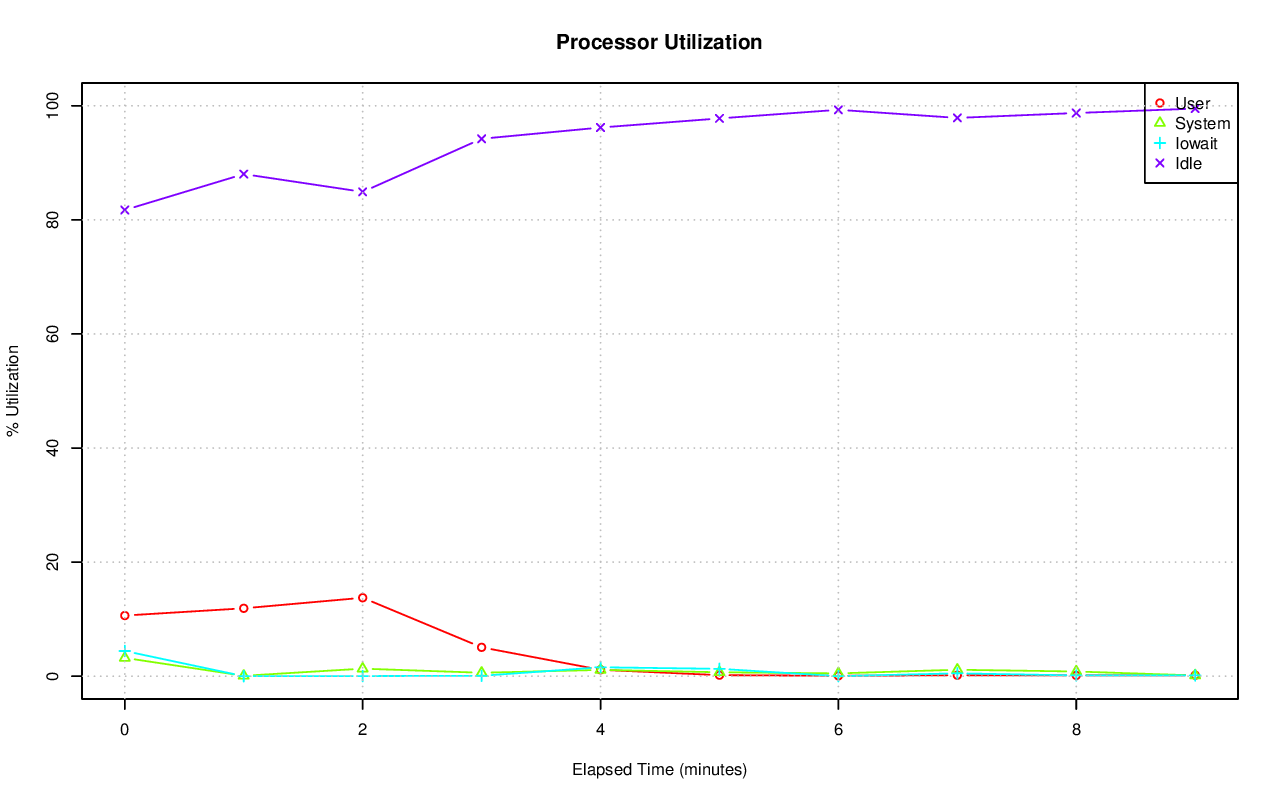 Processor Utilization
100
80
60
40
20
0
% Utilization
User
System
Iowait
Idle
0 2 4 6 8
Elapsed Time (minutes)